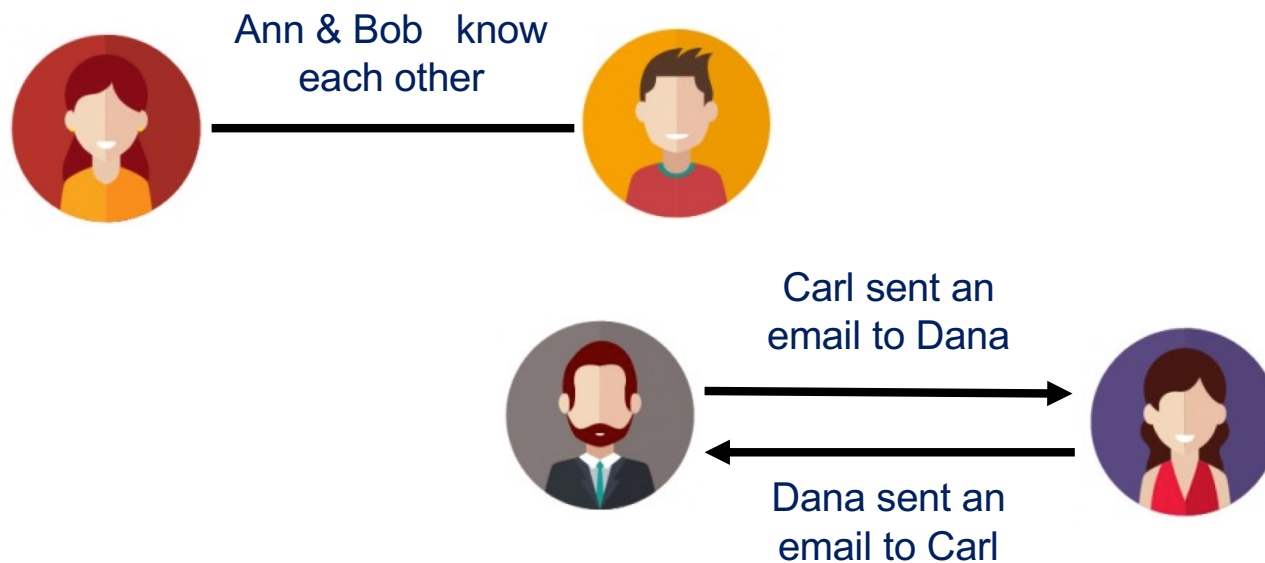 Ann & Bob know
each other
Carl sent an
email to Dana
Dana sent an
email to Carl